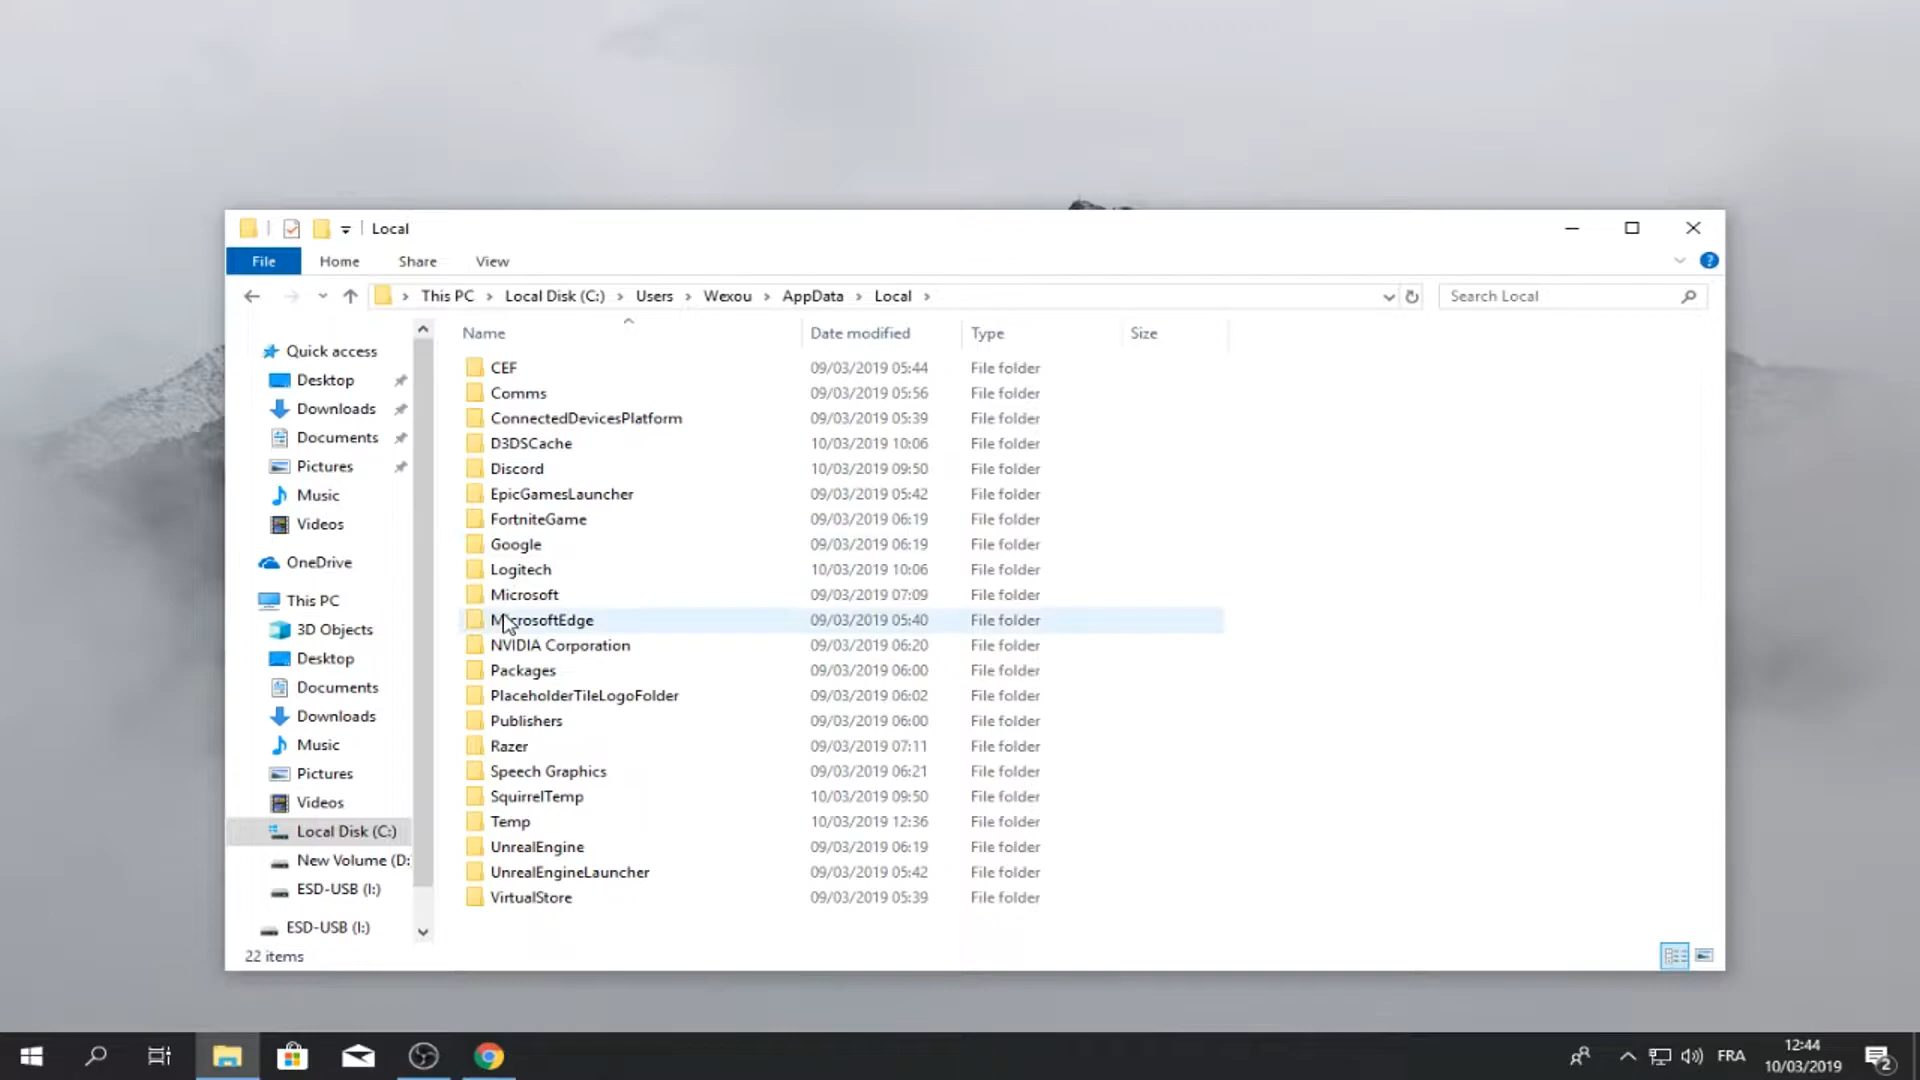 Local
File Home Share View
This PC Local Disk (C:) Users Wexou AppData Local
Search Local
Quick access
Desktop
Downloads
Documents
Pictures
Music
Videos
OneDrive
This PC
3D Objects
Desktop
Documents
Downloads
Music
Pictures
Videos
Local Disk (C:)
New Volume (D:
ESD-USB (I:)
ESD-USB (I:)
Name Date modified Type Size
CEF 09/03/2019 05:44 File folder
Comms 09/03/2019 05:56 File folder
ConnectedDevicesPlatform 09/03/2019 05:39 File folder
D3DSCache 10/03/2019 10:06 File folder
Discord 10/03/2019 09:50 File folder
EpicGamesLauncher 09/03/2019 05:42 File folder
FortniteGame 09/03/2019 06:19 File folder
Google 09/03/2019 06:19 File folder
Logitech 10/03/2019 10:06 File folder
Microsoft 09/03/2019 07:09 File folder
MicrosoftEdge 09/03/2019 05:40 File folder
NVIDIA Corporation 09/03/2019 06:20 File folder
Packages 09/03/2019 06:00 File folder
PlaceholderTileLogoFolder 09/03/2019 06:02 File folder
Publishers 09/03/2019 06:00 File folder
Razer 09/03/2019 07:11 File folder
Speech Graphics 09/03/2019 06:21 File folder
SquirrelTemp 10/03/2019 09:50 File folder
Temp 10/03/2019 12:36 File folder
UnrealEngine 09/03/2019 06:19 File folder
UnrealEngineLauncher 09/03/2019 05:42 File folder
VirtualStore 09/03/2019 05:39 File folder
22 items
FRA
12:44
10/03/2019
2